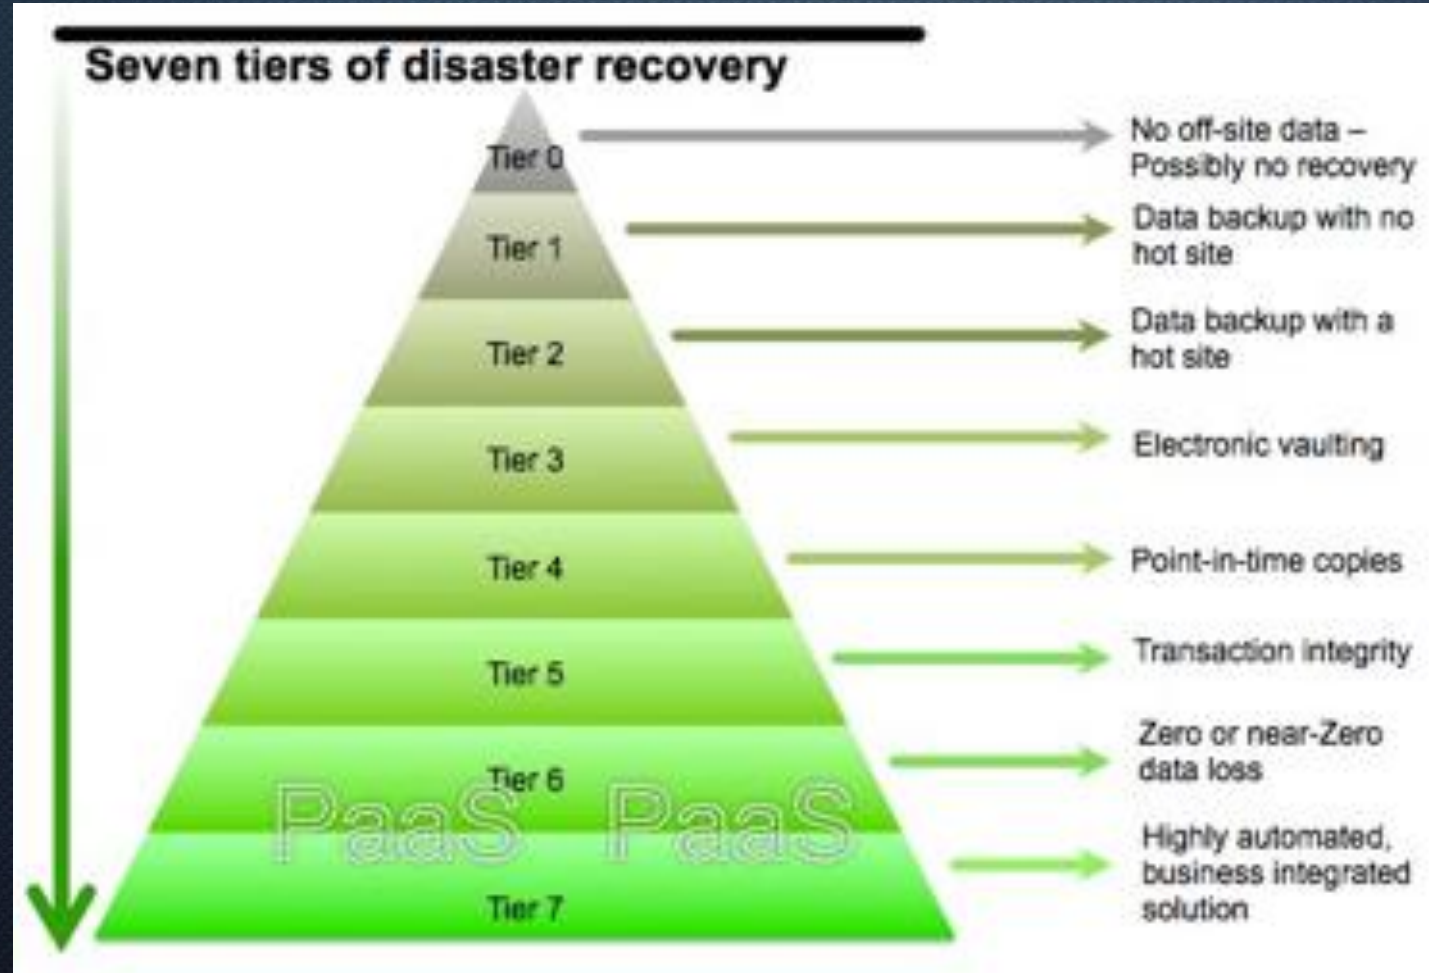 Seven tiers of disaster recovery
Tier 0
No off-site data –
Possibly no recovery
Tier 1
Data backup with no
hot site
Tier 2
Data backup with a
hot site
Tier 3
Electronic vaulting
Tier 4
Point-in-time copies
Tier 5
Transaction integrity
Tier 6
Zero or near-Zero
data loss
PaaS PaaS
Tier 7
Highly automated,
business integrated
solution